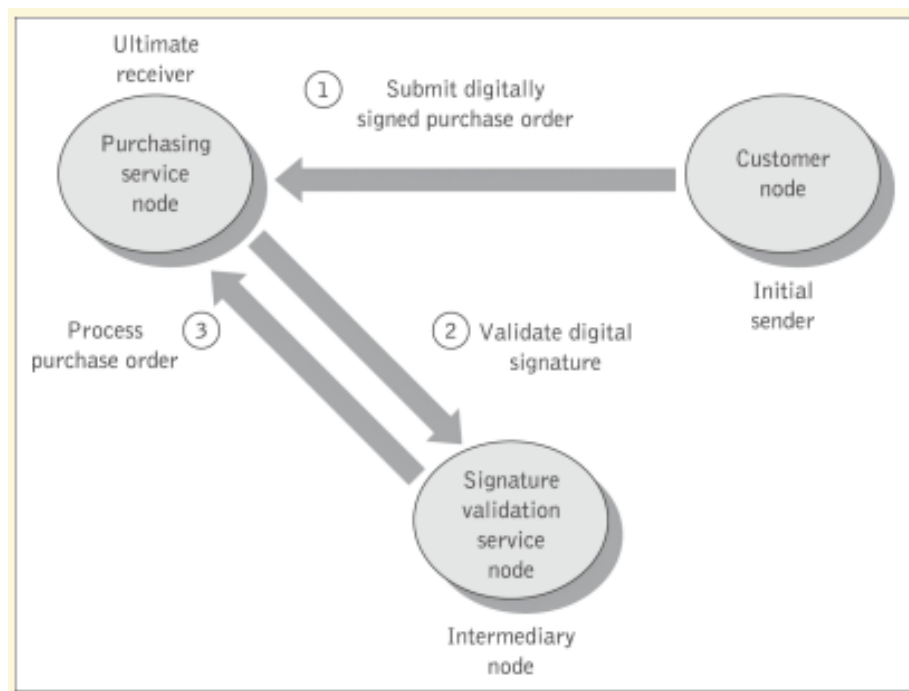 Ultimate
receiver
Purchasing
service
node
1
Submit digitally
signed purchase order
Customer
node
Initial
sender
Process
purchase order
3
2
Validate digital
signature
Signature
validation
service
node
Intermediary
node